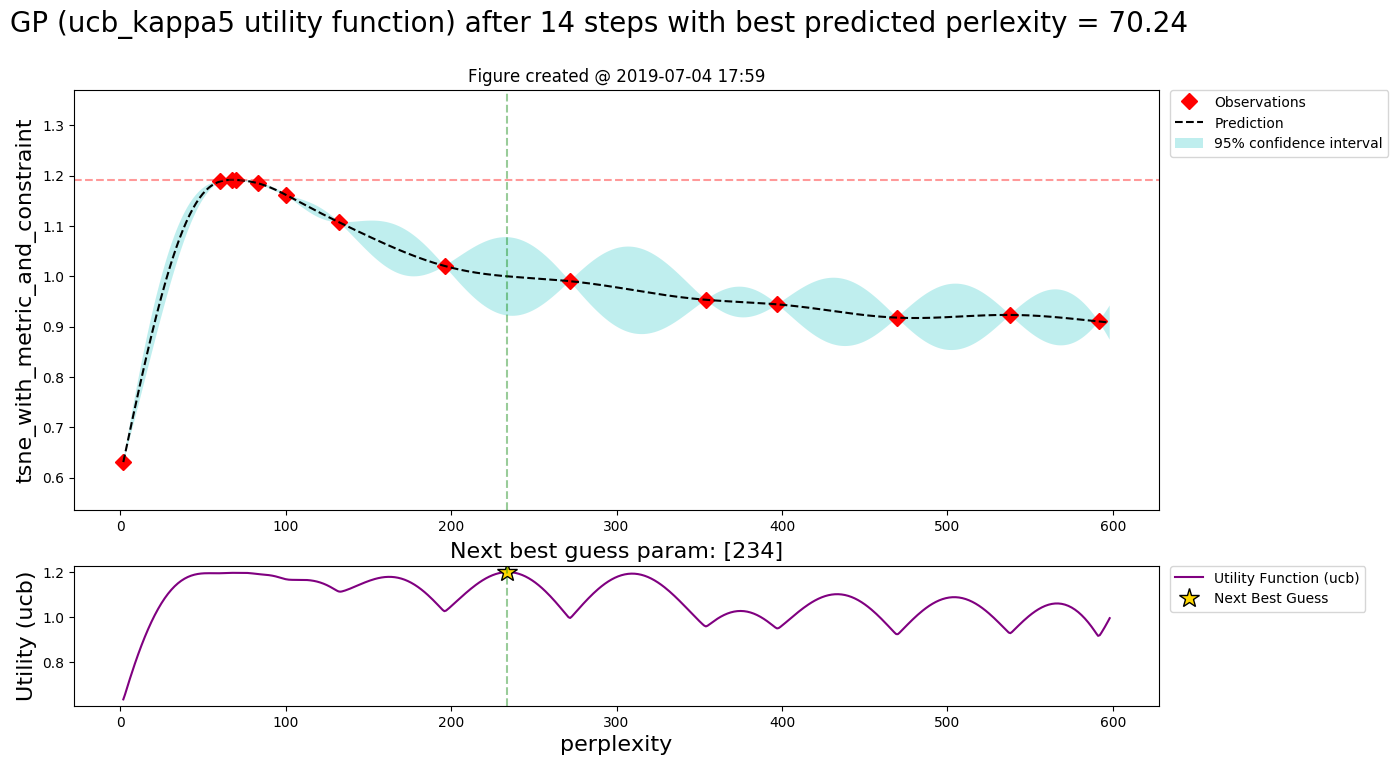 GP (ucb_kappa5 utility function) after 14 steps with best predicted perlexity = 70.24
Figure created @ 2019-07-04 17:59
tsne_with_metric_and_constraint
1.3
1.2
1.1
1.0
0.9
0.8
0.7
0.6
0 100 200 300 400 500 600
Observations
Prediction
95% confidence interval
Next best guess param: [234]
Utility (ucb)
1.2
1.0
0.8
0 100 200 300 400 500 600
perplexity
Utility Function (ucb)
Next Best Guess